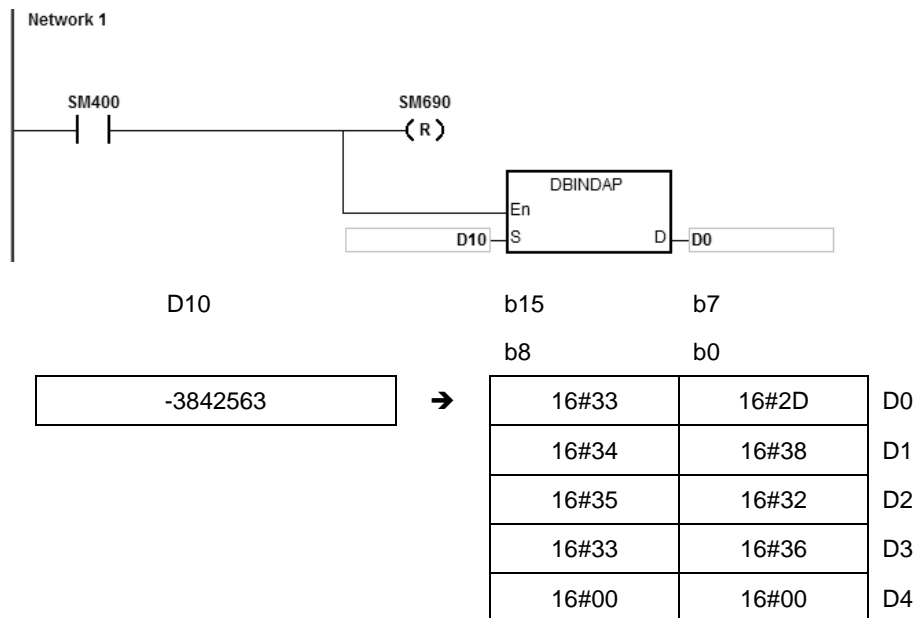 Network 1
SM400 SM690
R
DBINDAP
En
D10 S D D0
D10 b15 b7
b8 b0
-3842563 ➔ 16#33 16#2D D0
16#34 16#38 D1
16#35 16#32 D2
16#33 16#36 D3
16#00 16#00 D4